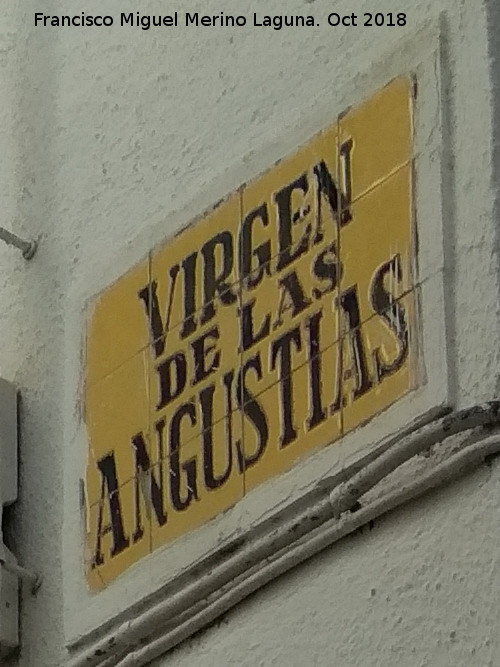 Francisco Miguel Merino Laguna. Oct 2018
VIRGEN
DE LAS
ANGUSTIAS